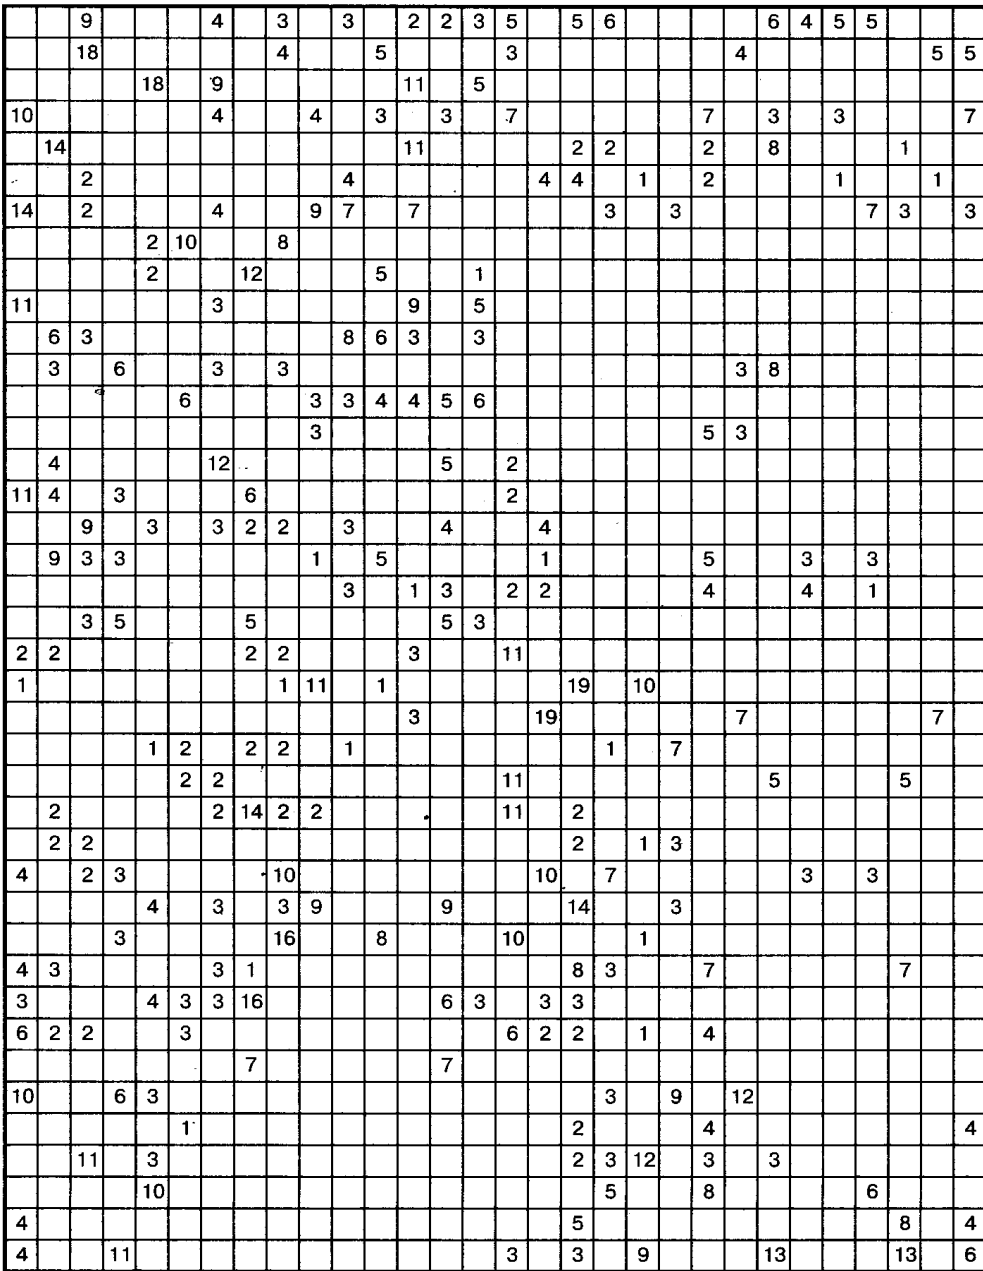 9 4 3 3 2 2 3 5 5 6 6 4 5 5
18 4 5 3 4 5 5
18 9 11 5
10 4 4 3 3 7 7 3 3 7
14 11 2 2 2 8 1
2 4 4 4 1 2 1 1
14 2 4 9 7 7 3 3 7 3 3
2 10 8
2 12 5 1
11 3 9 5
6 3 8 6 3 3
3 6 3 3 3 8
6 3 3 4 4 5 6
3 5 3
4 12 5 2
11 4 3 6 2
9 3 3 2 2 3 4 4
9 3 3 1 5 1 5 3 3
3 1 3 2 2 4 4 1
3 5 5 5 3
2 2 2 2 3 11
1 1 11 1 19 10
3 19 7 7
1 2 2 2 1 1 7
2 2 11 5 5
2 2 14 2 2 11 2
2 2 2 1 3
4 2 3 10 10 7 3 3
4 3 3 9 9 14 3
3 16 8 10 1
4 3 3 1 8 3 7 7
3 4 3 3 16 6 3 3 3
6 2 2 3 6 2 2 1 4
7 7
10 6 3 3 9 12
1 2 4 4
11 3 2 3 12 3 3
10 5 8 6
4 5 8 4
4 11 3 3 9 13 13 6